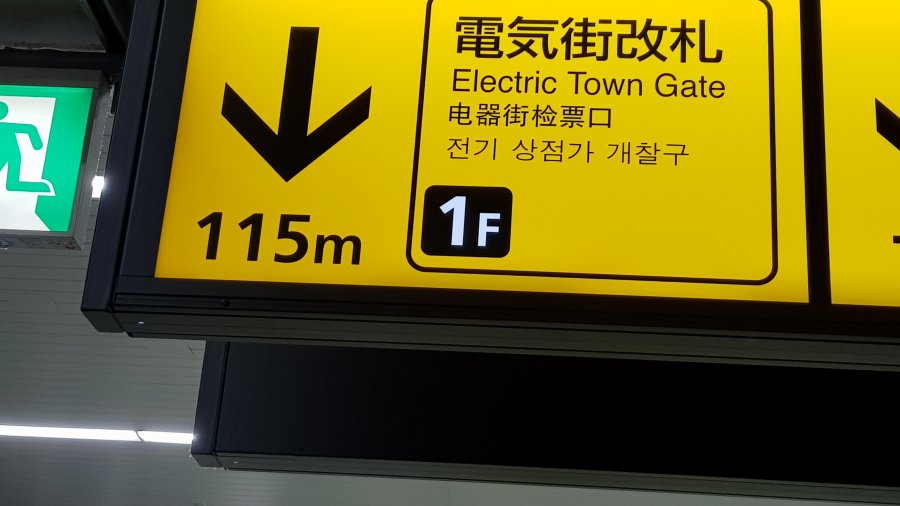 電気街改札
Electric Town Gate
电器街检票口
전기 상점가 개찰구
1F
115m